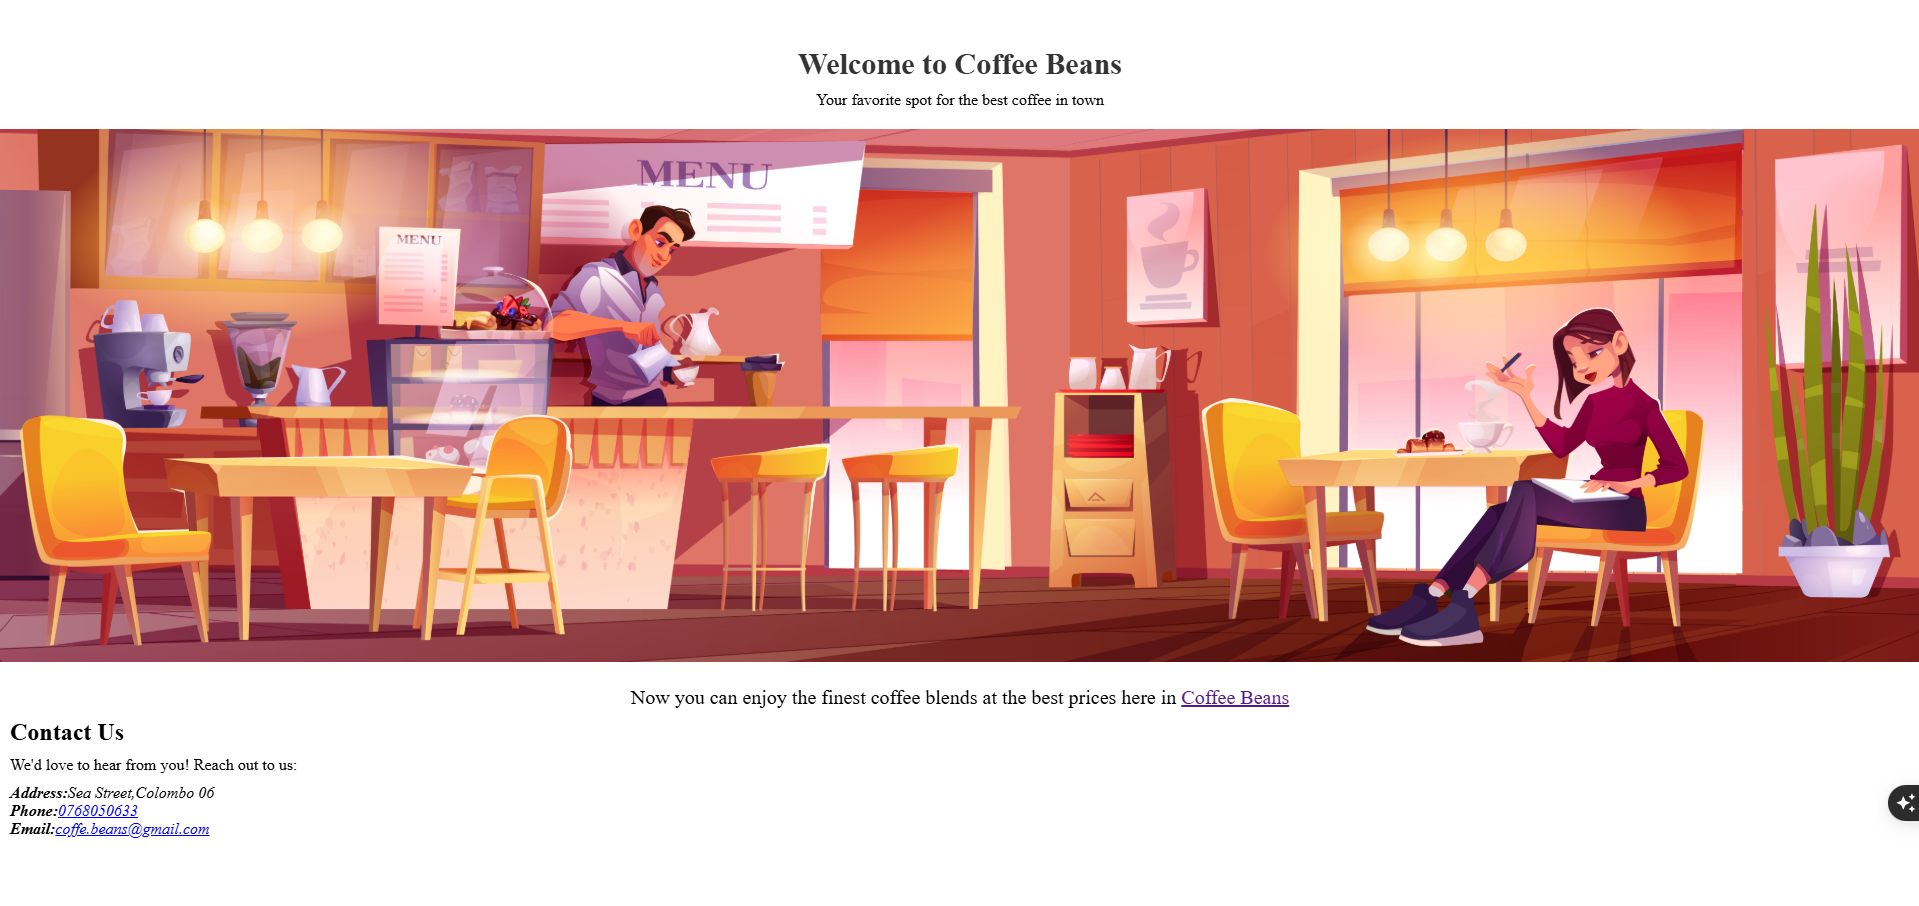 Welcome to Coffee Beans
Your favorite spot for the best coffee in town
MENU
MENU
Now you can enjoy the finest coffee blends at the best prices here in Coffee Beans
Contact Us
We'd love to hear from you! Reach out to us:
Address:Sea Street,Colombo 06
Phone:0768050633
Email:coffe.beans@gmail.com